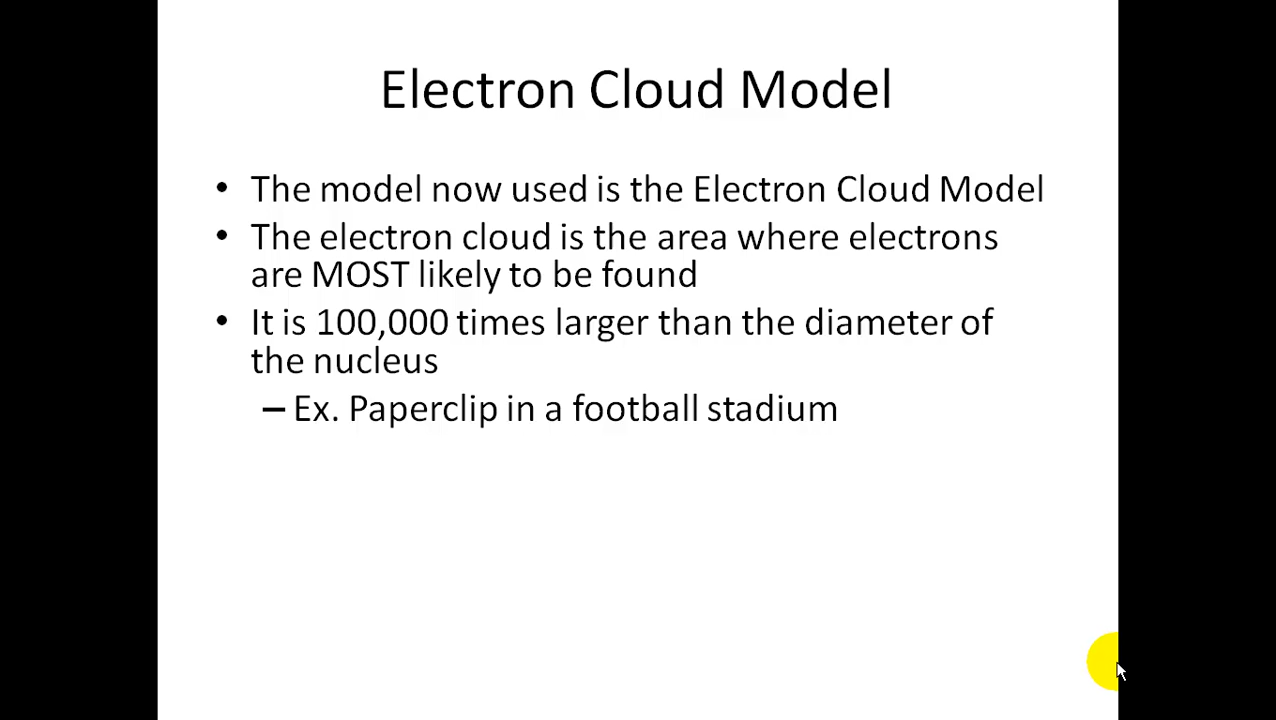 Electron Cloud Model
• The model now used is the Electron Cloud Model
• The electron cloud is the area where electrons
are MOST likely to be found
• It is 100,000 times larger than the diameter of
the nucleus
– Ex. Paperclip in a football stadium